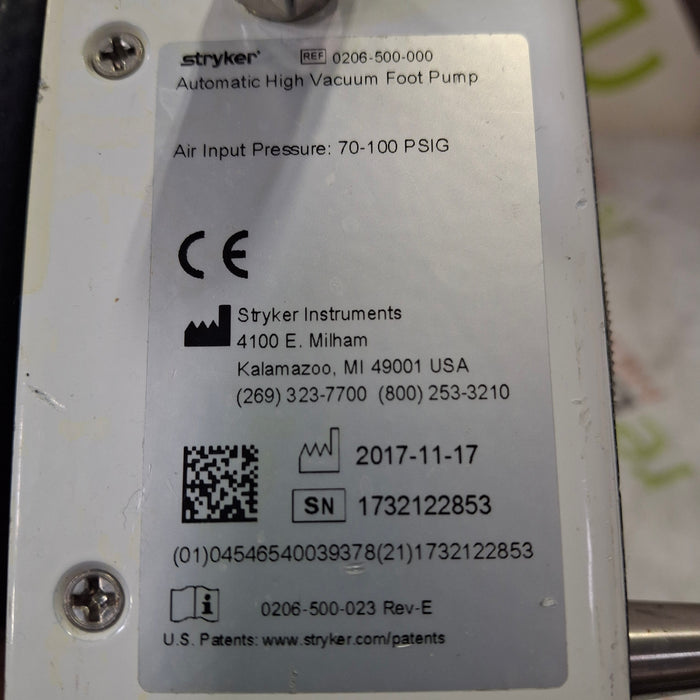 stryker REF 0206-500-000
Automatic High Vacuum Foot Pump
Air Input Pressure: 70-100 PSIG
CE
Stryker Instruments
4100 E. Milham
Kalamazoo, MI 49001 USA
(269) 323-7700 (800) 253-3210
2017-11-17
SN 1732122853
(01)04546540039378(21)1732122853
i 0206-500-023 Rev-E
U.S. Patents: www.stryker.com/patents